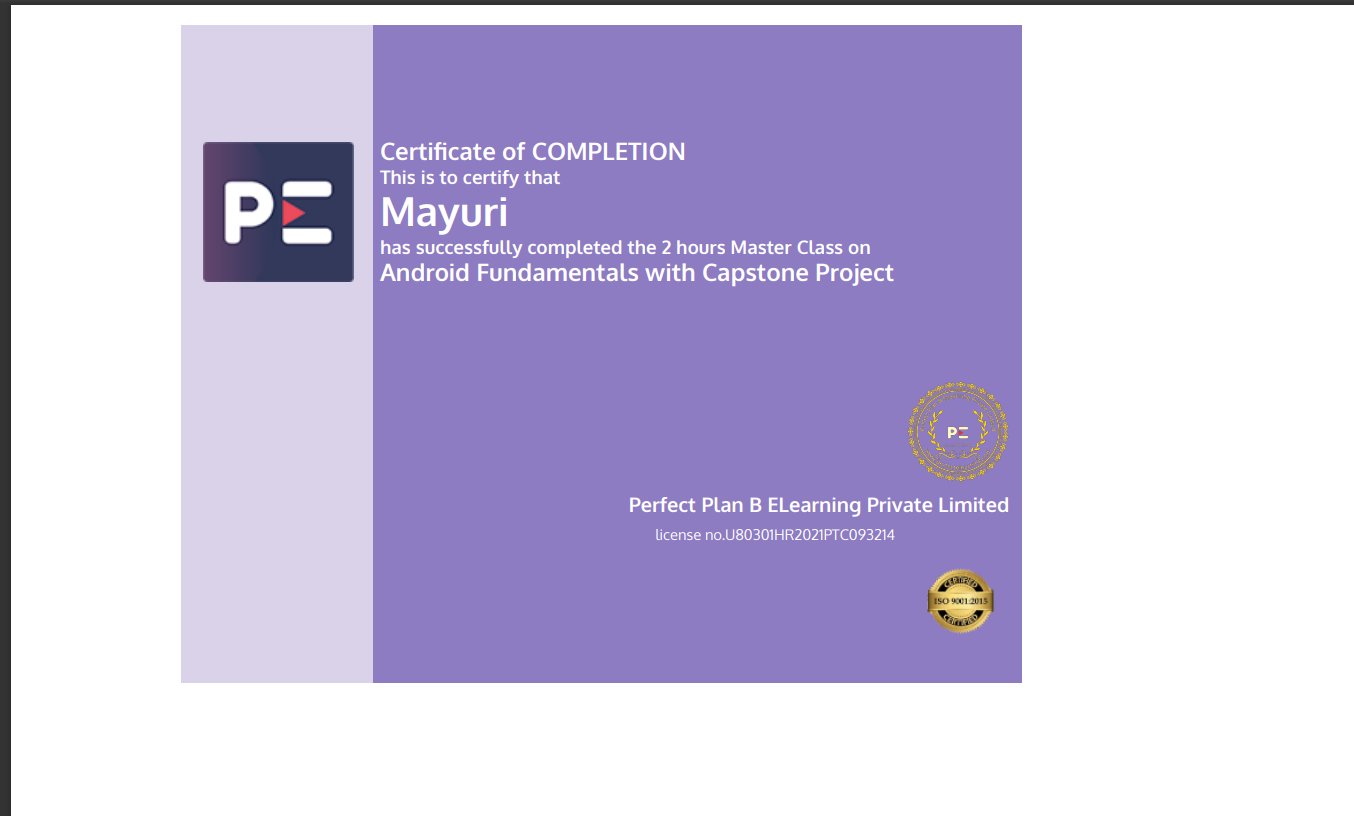 PE
Certificate of COMPLETION
This is to certify that
Mayuri
has successfully completed the 2 hours Master Class on
Android Fundamentals with Capstone Project
PE
Perfect Plan B ELearning Private Limited
license no.U80301HR2021PTC093214
CERTIFIED
ISO 9001:2015
CERTIFIED